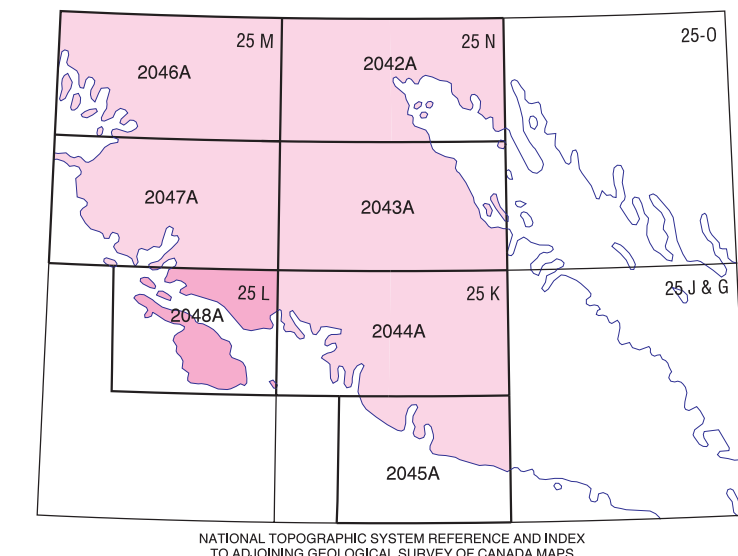 25 M
25 N
25-O
2046A
2042A
2047A
2043A
25 L
25 K
25 J & G
2048A
2044A
2045A
NATIONAL TOPOGRAPHIC SYSTEM REFERENCE AND INDEX
TO ADJOINING GEOLOGICAL SURVEY OF CANADA MAPS